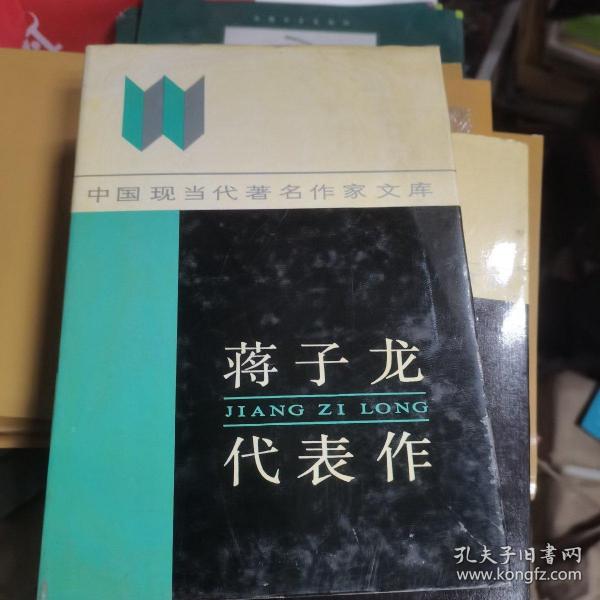 中国现当代著名作家文库
蒋子龙
JIANG ZI LONG
代表作
孔夫子旧书网
www.kongfz.com